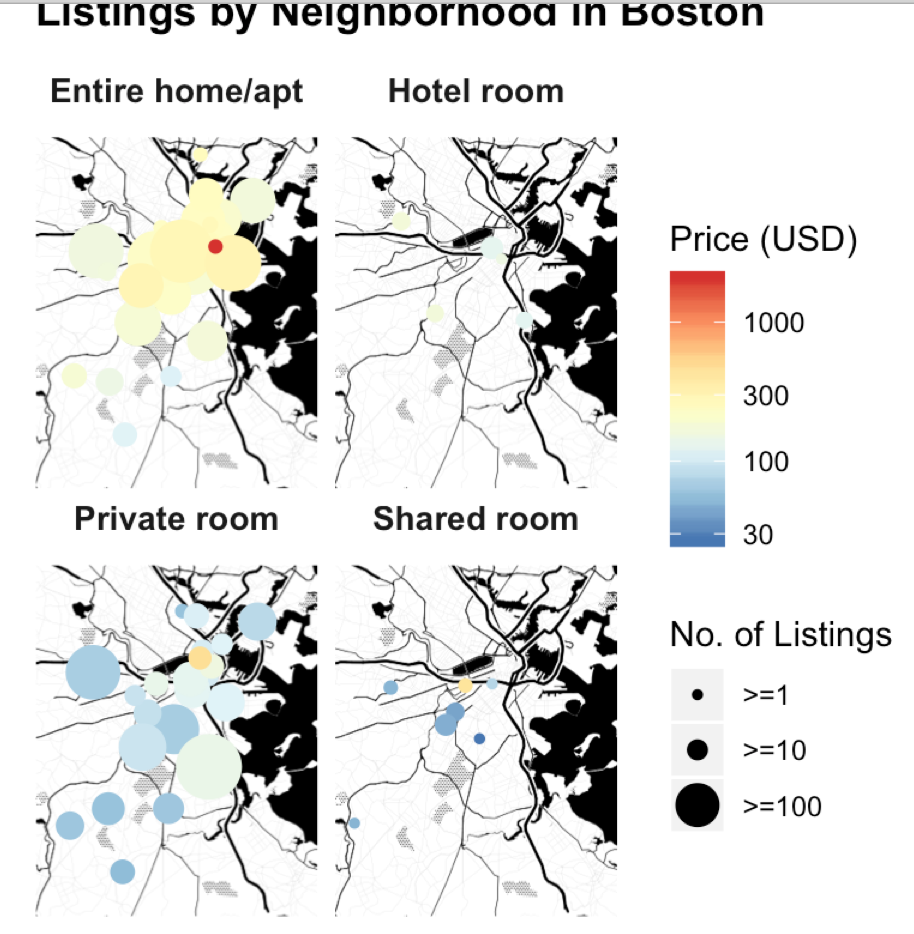 Listings by Neighborhood in Boston
Entire home/apt
Hotel room
Private room
Shared room
Price (USD)
1000
300
100
30
No. of Listings
>=1
>=10
>=100